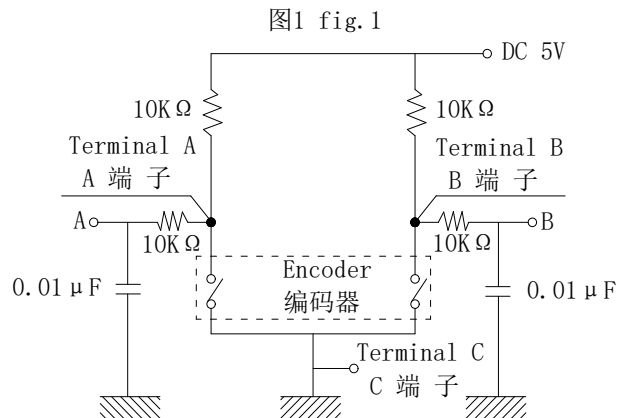 图1 fig.1
DC 5V
10KΩ
10KΩ
Terminal A
A 端 子
Terminal B
B 端 子
A
10KΩ
10KΩ
B
0.01μF
Encoder
编码器
0.01μF
Terminal C
C 端 子